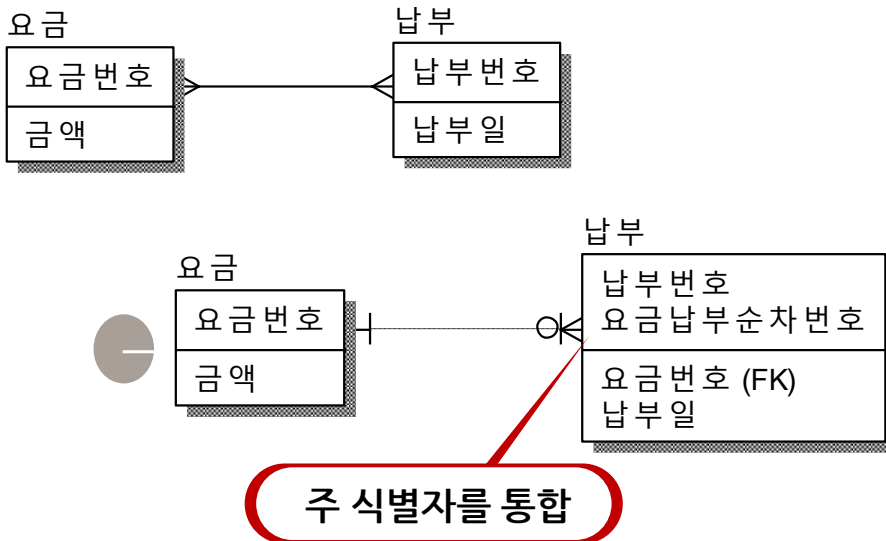 요금
요금번호
금액
납부
납부번호
납부일
요금
요금번호
금액
납부
납부번호
요금납부순차번호
요금번호 (FK)
납부일
주 식별자를 통합